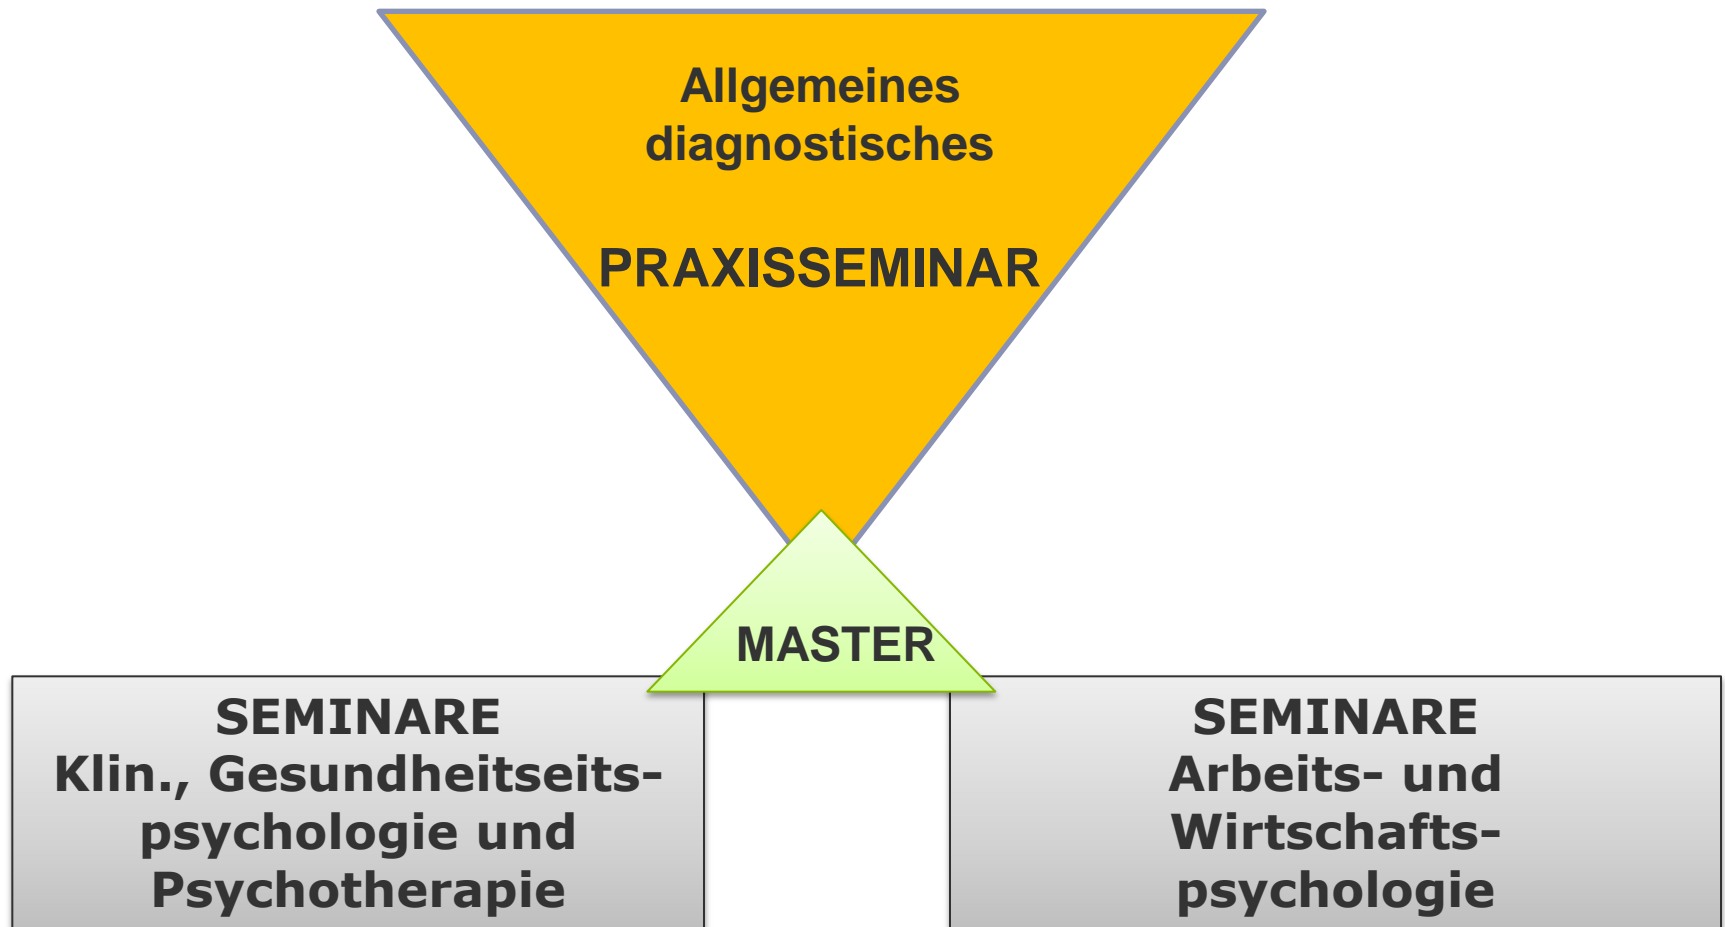 Allgemeines
diagnostisches
PRAXISSEMINAR
MASTER
SEMINARE
Klin., Gesundheitseits-
psychologie und
Psychotherapie
SEMINARE
Arbeits- und
Wirtschafts-
psychologie